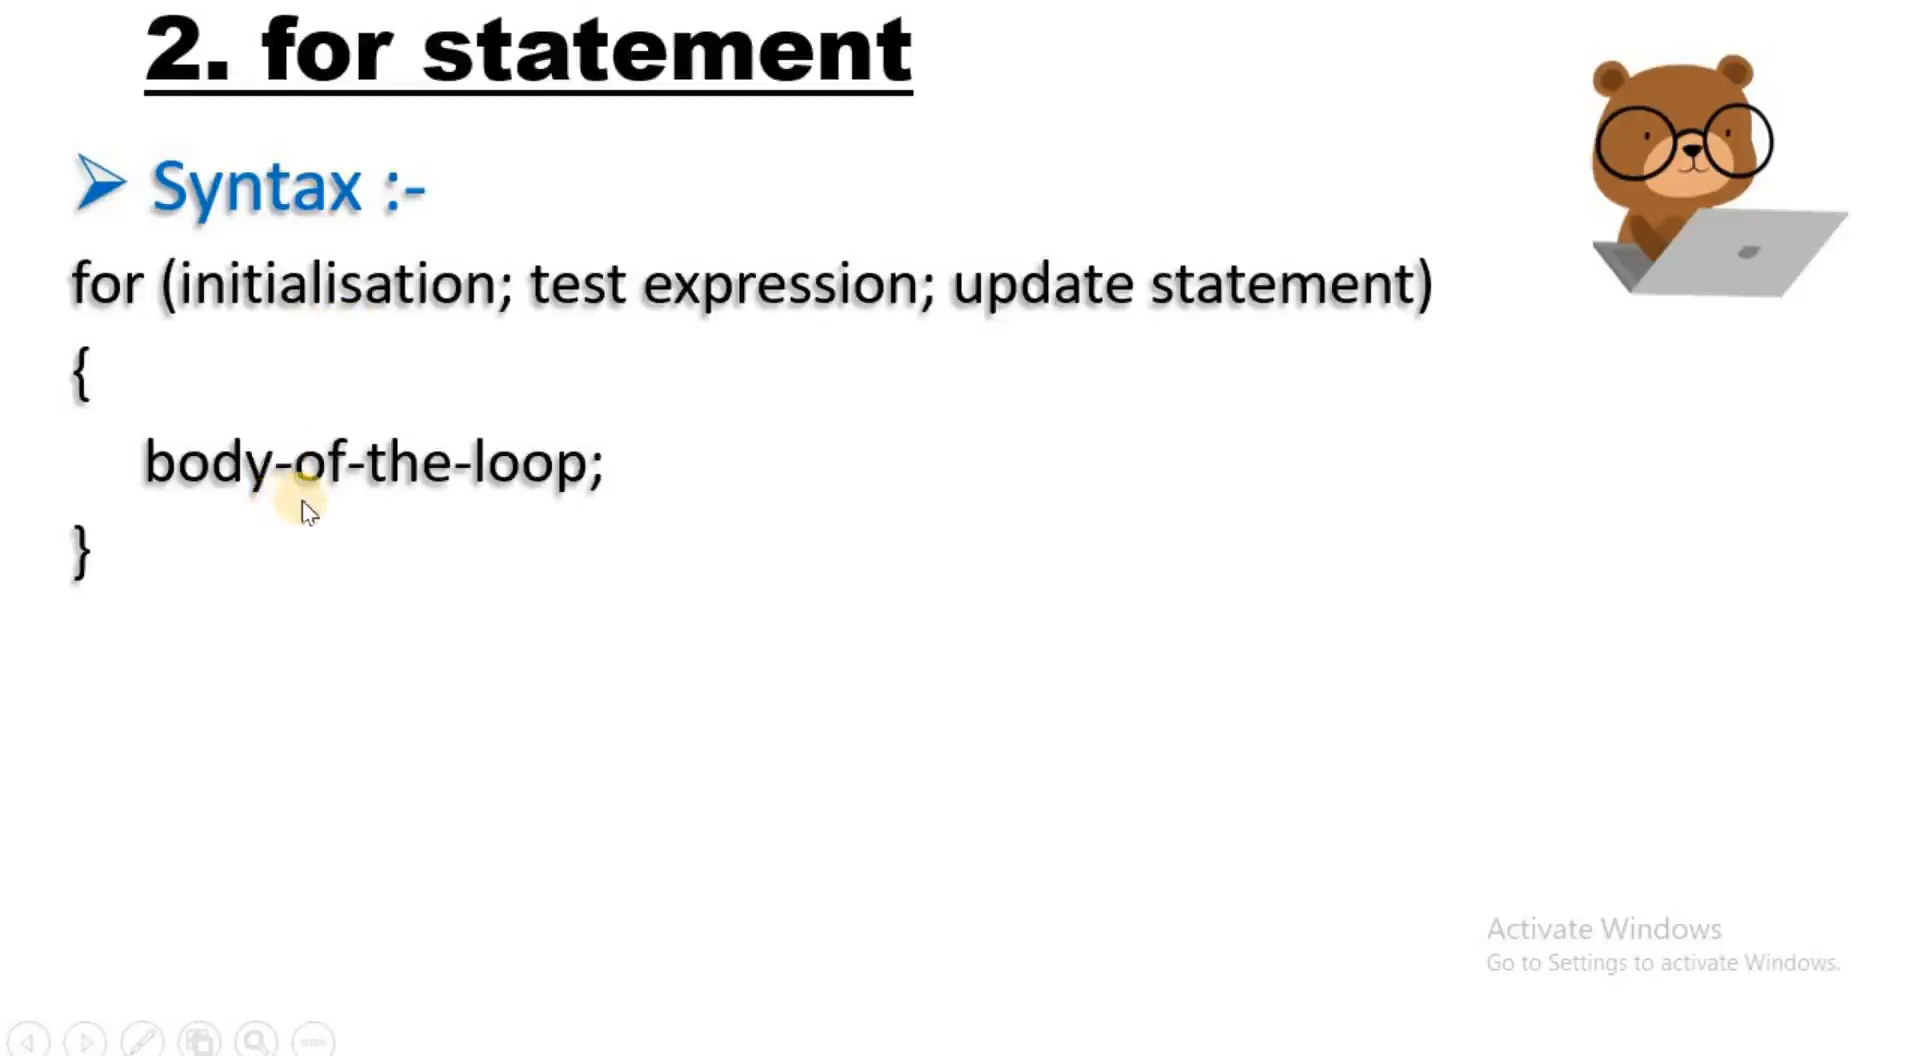 2. for statement
Syntax :-
for (initialisation; test expression; update statement)
{
body-of-the-loop;
}
Activate Windows
Go to Settings to activate Windows.